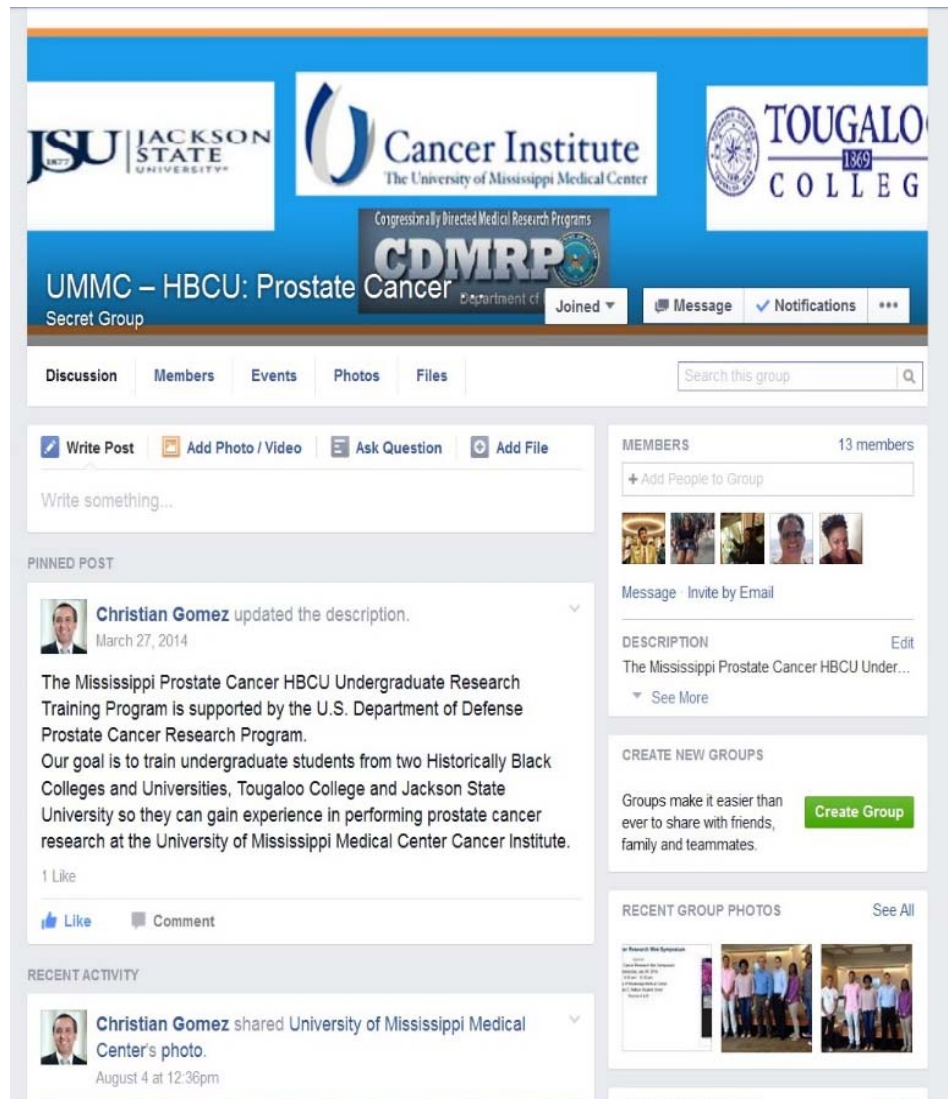 JSU
1877
JACKSON
STATE
UNIVERSITY
Cancer Institute
The University of Mississippi Medical Center
TOUGALO
1869
COLLEG
Congressionally Directed Medical Research Programs
CDMRP
Department of
UMMC – HBCU: Prostate Cancer ...
Secret Group
Joined
Message
Notifications
Discussion Members Events Photos Files
Search this group
Write Post Add Photo / Video Ask Question Add File
Write something...
PINNED POST
Christian Gomez updated the description.
March 27, 2014
The Mississippi Prostate Cancer HBCU Undergraduate Research
Training Program is supported by the U.S. Department of Defense
Prostate Cancer Research Program.
Our goal is to train undergraduate students from two Historically Black
Colleges and Universities, Tougaloo College and Jackson State
University so they can gain experience in performing prostate cancer
research at the University of Mississippi Medical Center Cancer Institute.
1 Like
Like Comment
RECENT ACTIVITY
Christian Gomez shared University of Mississippi Medical
Center's photo.
August 4 at 12:36pm
MEMBERS 13 members
+ Add People to Group
Message · Invite by Email
DESCRIPTION Edit
The Mississippi Prostate Cancer HBCU Under...
See More
CREATE NEW GROUPS
Groups make it easier than
ever to share with friends,
family and teammates.
Create Group
RECENT GROUP PHOTOS See All